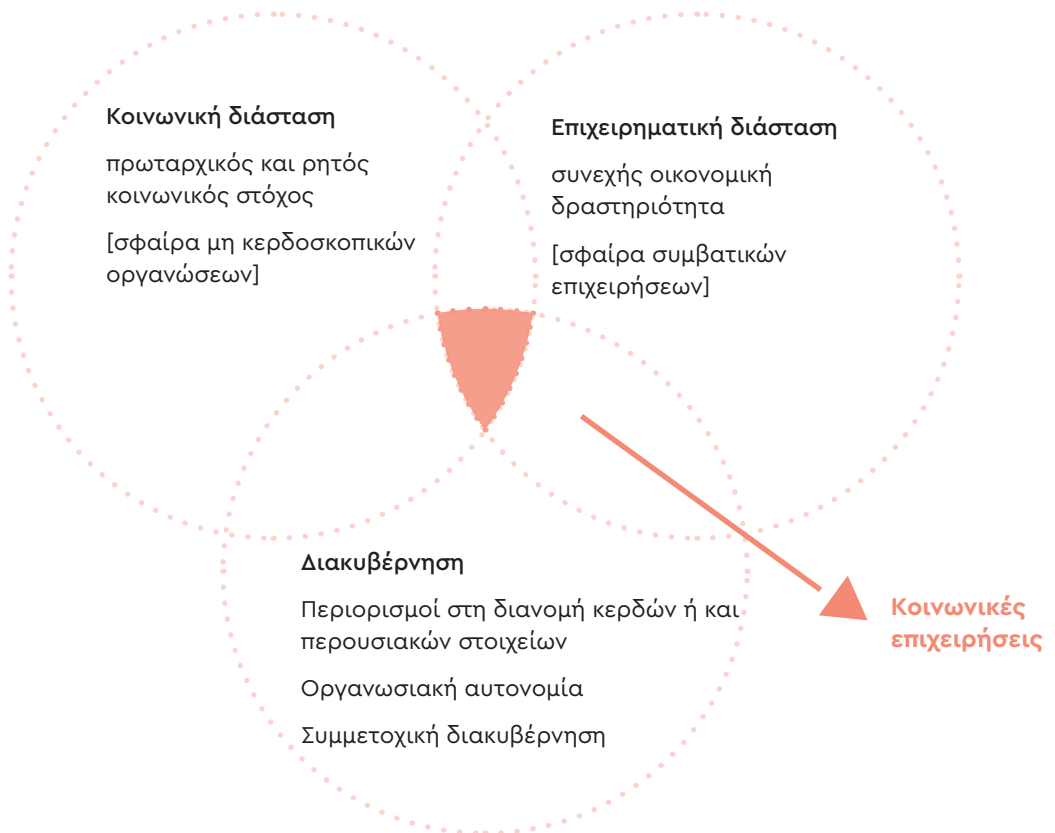 Κοινωνική διάσταση
πρωταρχικός και ρητός
κοινωνικός στόχος
[σφαίρα μη κερδοσκοπικών
οργανώσεων]
Επιχειρηματική διάσταση
συνεχής οικονομική
δραστηριότητα
[σφαίρα συμβατικών
επιχειρήσεων]
Διακυβέρνηση
Περιορισμοί στη διανομή κερδών ή και
περουσιακών στοιχείων
Οργανωσιακή αυτονομία
Συμμετοχική διακυβέρνηση
Κοινωνικές
επιχειρήσεις